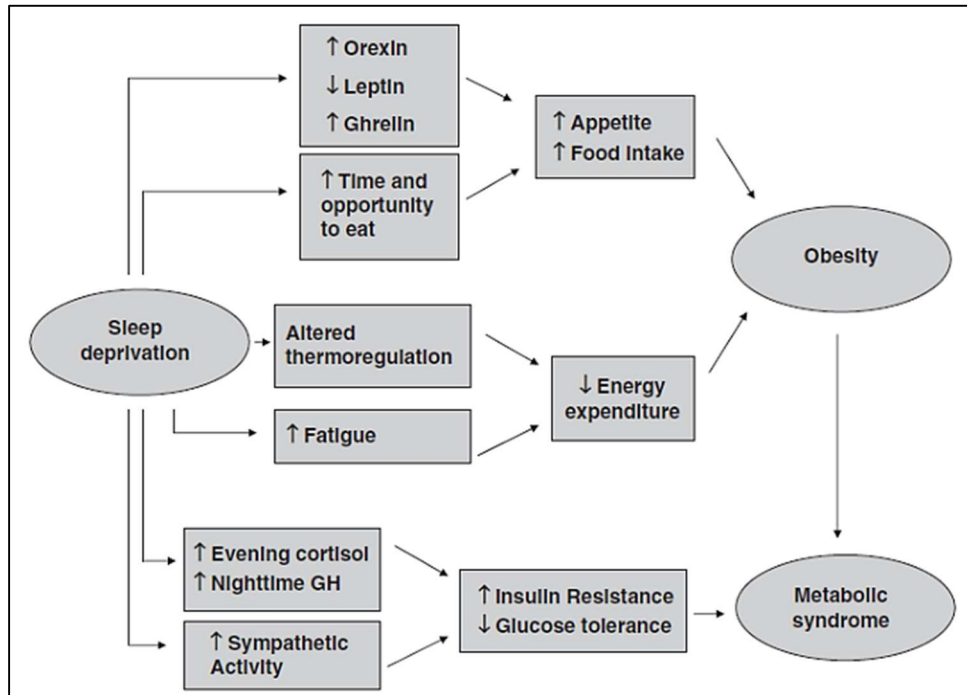 ↑ Orexin
↓ Leptin
↑ Ghrelin
↑ Time and
opportunity
to eat
↑ Appetite
↑ Food intake
Obesity
Sleep
deprivation
Altered
thermoregulation
↑ Fatigue
↓ Energy
expenditure
↑ Evening cortisol
↑ Nighttime GH
↑ Sympathetic
Activity
↑ Insulin Resistance
↓ Glucose tolerance
Metabolic
syndrome